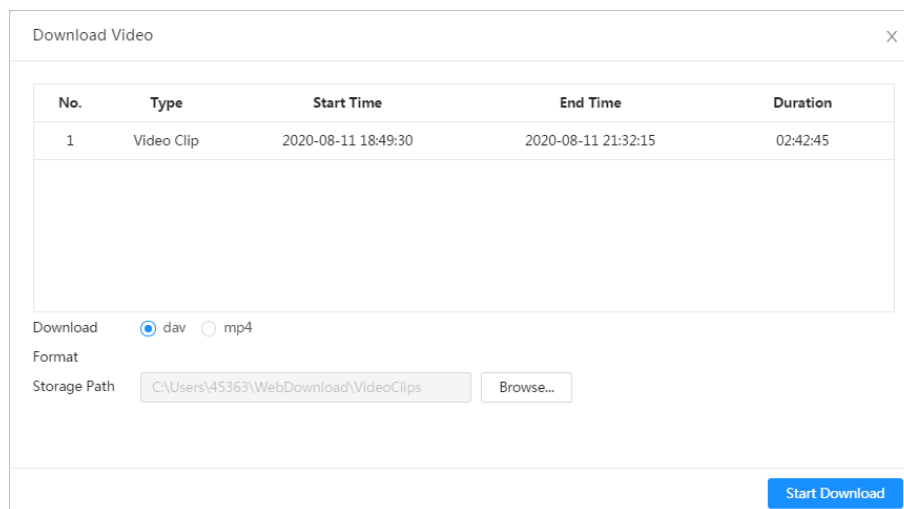 Download Video
No. Type Start Time End Time Duration
1 Video Clip 2020-08-11 18:49:30 2020-08-11 21:32:15 02:42:45
Download dav mp4
Format
Storage Path C:\Users\45363\WebDownload\VideoClips Browse...
Start Download